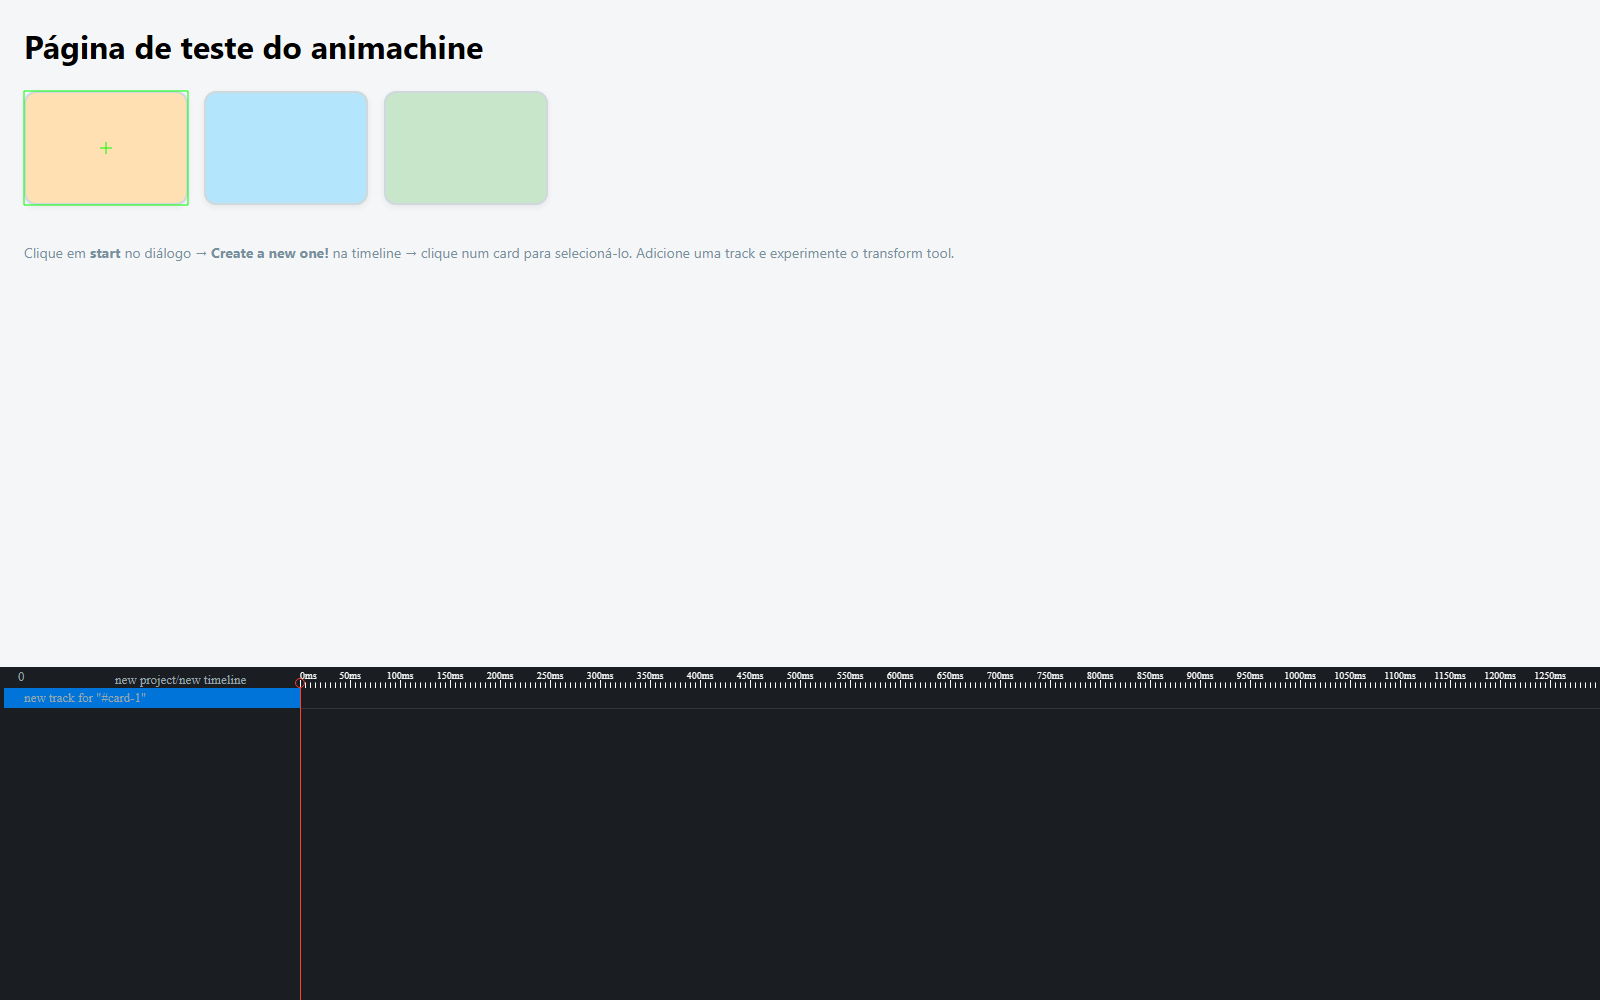 Página de teste do animachine
Clique em start no diálogo → Create a new one! na timeline → clique num card para selecioná-lo. Adicione uma track e experimente o transform tool.
0 new project/new timeline 0ms 50ms 100ms 150ms 200ms 250ms 300ms 350ms 400ms 450ms 500ms 550ms 600ms 650ms 700ms 750ms 800ms 850ms 900ms 950ms 1000ms 1050ms 1100ms 1150ms 1200ms 1250ms
new track for "#card-1"